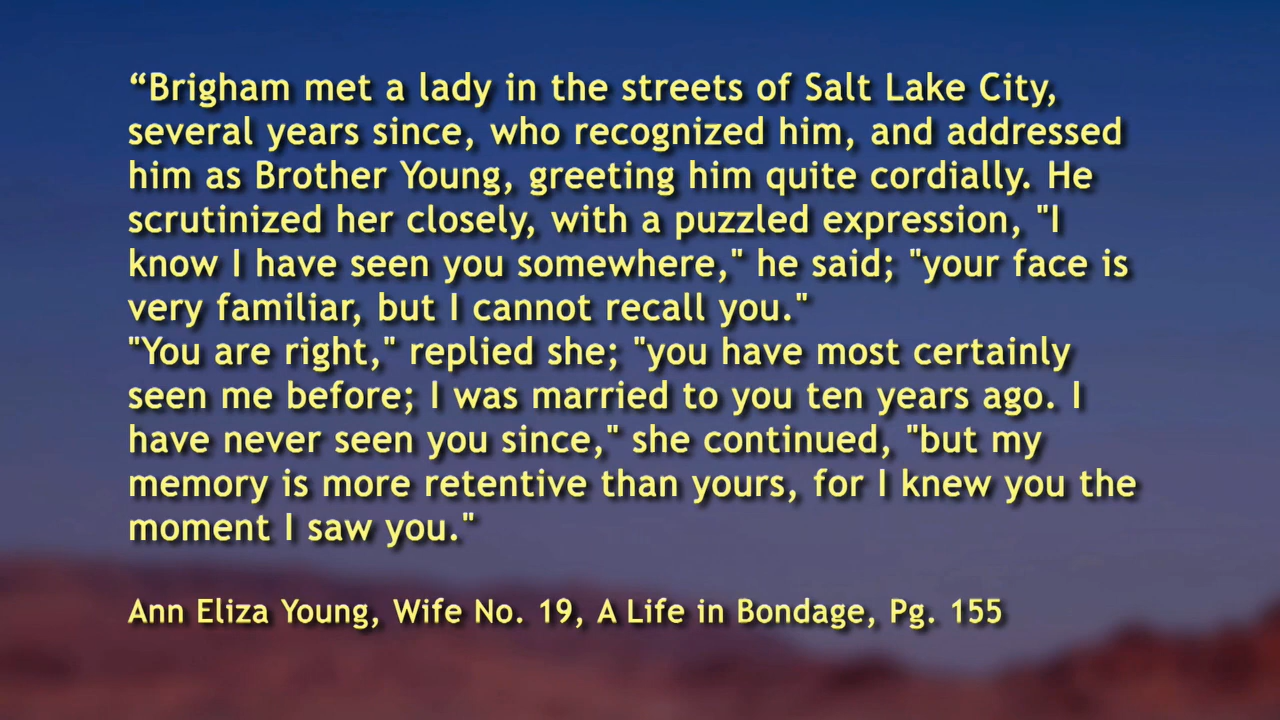 “Brigham met a lady in the streets of Salt Lake City,
several years since, who recognized him, and addressed
him as Brother Young, greeting him quite cordially. He
scrutinized her closely, with a puzzled expression, "I
know I have seen you somewhere," he said; "your face is
very familiar, but I cannot recall you."
"You are right," replied she; "you have most certainly
seen me before; I was married to you ten years ago. I
have never seen you since," she continued, "but my
memory is more retentive than yours, for I knew you the
moment I saw you."
Ann Eliza Young, Wife No. 19, A Life in Bondage, Pg. 155